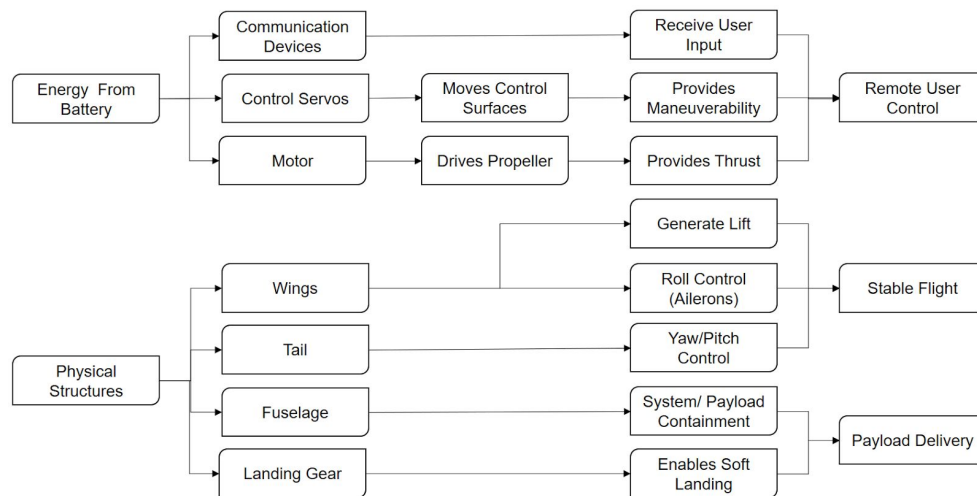 Communication
Devices
Receive User
Input
Energy From
Battery
Control Servos
Moves Control
Surfaces
Provides
Maneuverability
Remote User
Control
Motor
Drives Propeller
Provides Thrust
Generate Lift
Wings
Roll Control
(Ailerons)
Stable Flight
Tail
Yaw/Pitch
Control
Physical
Structures
Fuselage
System/ Payload
Containment
Payload Delivery
Landing Gear
Enables Soft
Landing